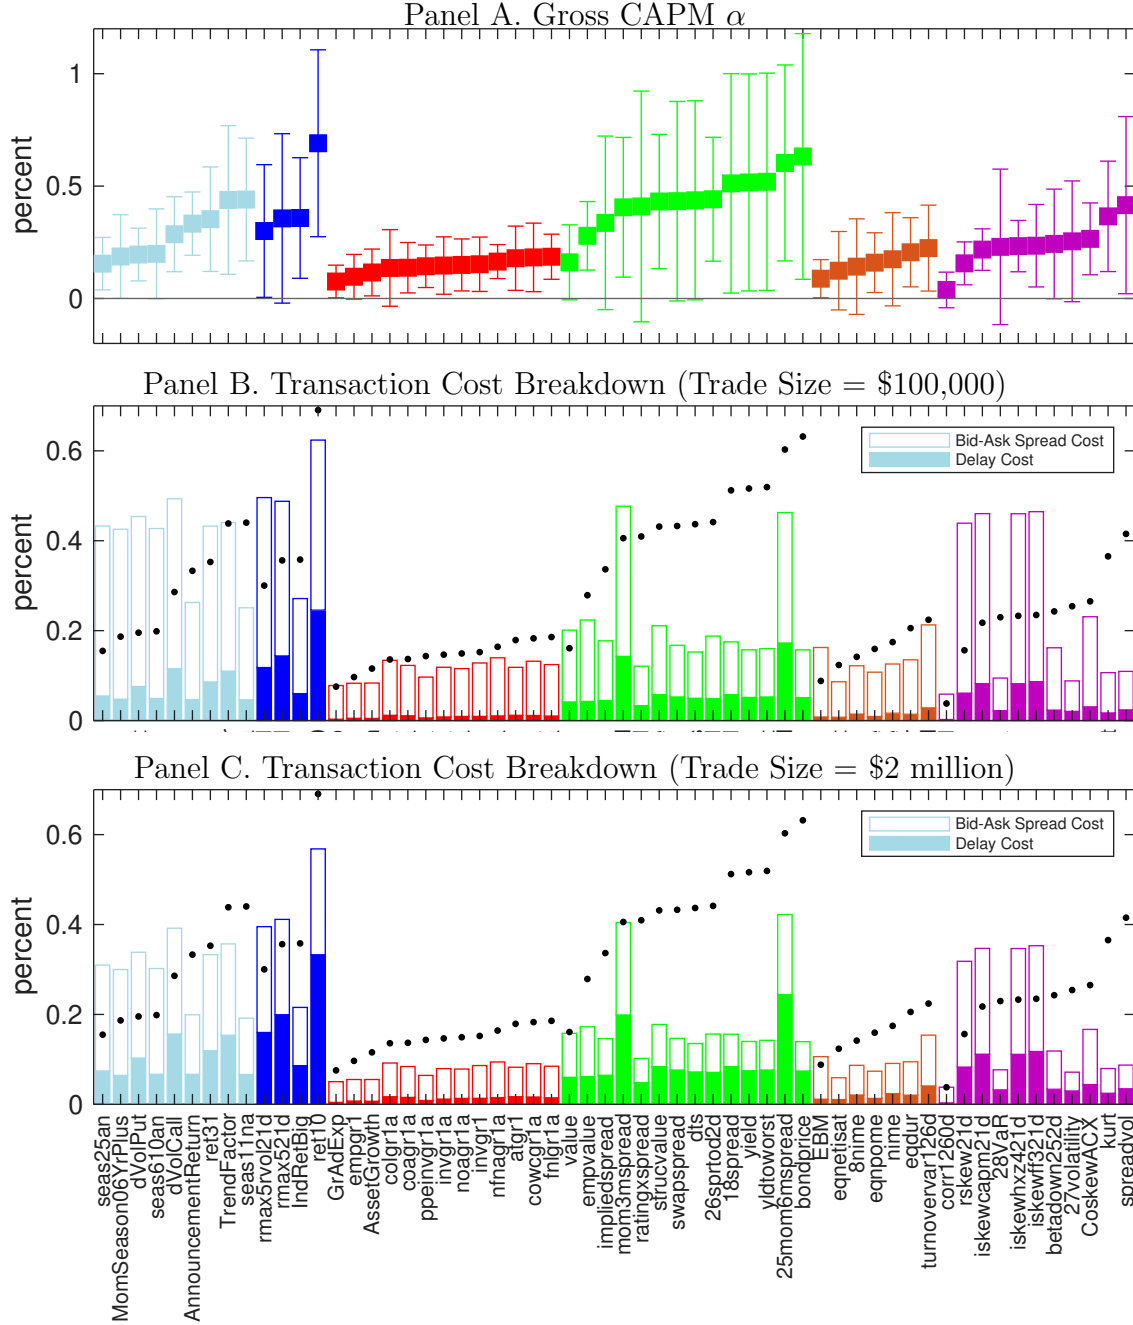 Panel A. Gross CAPM α
1
0.5
0
percent
Panel B. Transaction Cost Breakdown (Trade Size = $100,000)
0.6
0.4
0.2
0
percent
Bid-Ask Spread Cost
Delay Cost
Panel C. Transaction Cost Breakdown (Trade Size = $2 million)
0.6
0.4
0.2
0
percent
Bid-Ask Spread Cost
Delay Cost
seas25an
MomSeason06YrPlus
dVolPut
seas610an
dVolCall
AnnouncementReturn
ret31
TrendFactor
seas11na
rmax5rvol21d
rmax521d
IndRetBig
ret10
GrAdExp
empgr1
AssetGrowth
colgr1a
coagr1a
ppeinvgr1a
invgr1a
noagr1a
invgr1
nfnagr1a
atgr1
cowcgr1a
fnlgr1a
value
empvalue
impliedspread
mom3mspread
ratingxspread
strucvalue
swapspread
dts
26sprtod2d
18spread
yield
yldtoworst
25mom6mspread
bondprice
EBM
eqnetisat
8nime
eqnpome
nime
eqdur
turnovervar126d
corr1260d
rskew21d
iskewcapm21d
28VaR
iskewhxz421d
iskewff321d
betadown252d
27volatility
CoskewACX
kurt
spreadvol